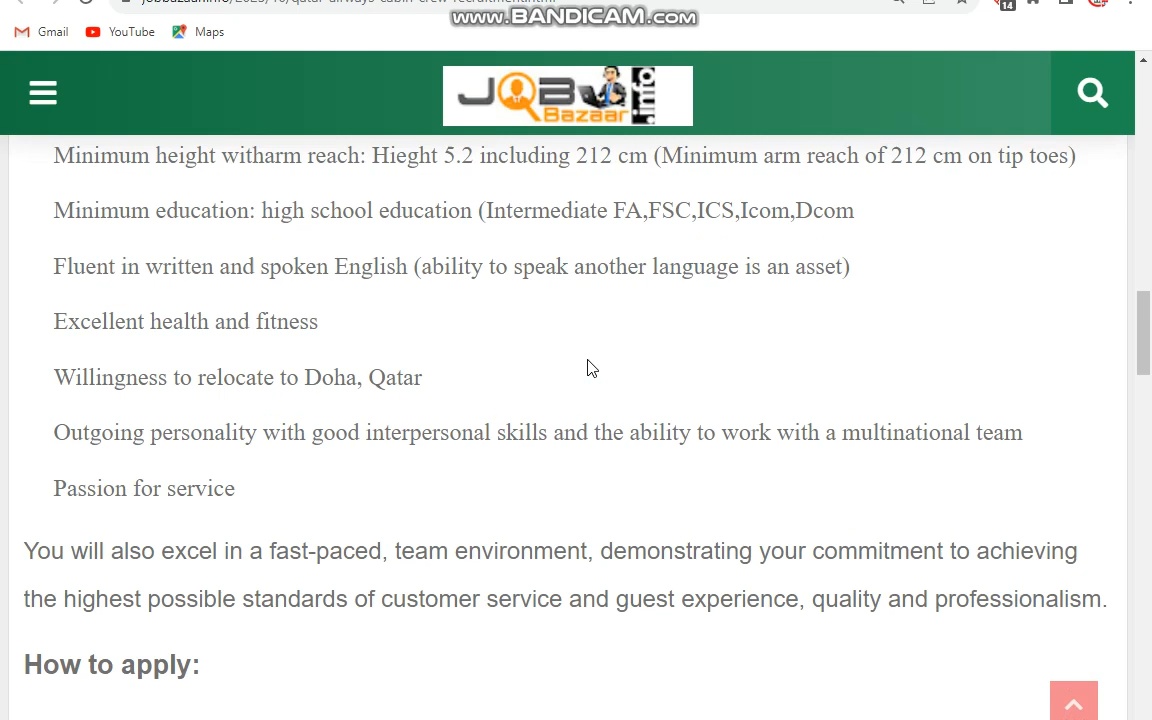 www.BANDICAM.com
14
Gmail YouTube Maps
JOB
Bazaar
.info
Minimum height witharm reach: Hieght 5.2 including 212 cm (Minimum arm reach of 212 cm on tip toes)
Minimum education: high school education (Intermediate FA,FSC,ICS,Icom,Dcom
Fluent in written and spoken English (ability to speak another language is an asset)
Excellent health and fitness
Willingness to relocate to Doha, Qatar
Outgoing personality with good interpersonal skills and the ability to work with a multinational team
Passion for service
You will also excel in a fast-paced, team environment, demonstrating your commitment to achieving
the highest possible standards of customer service and guest experience, quality and professionalism.
How to apply: